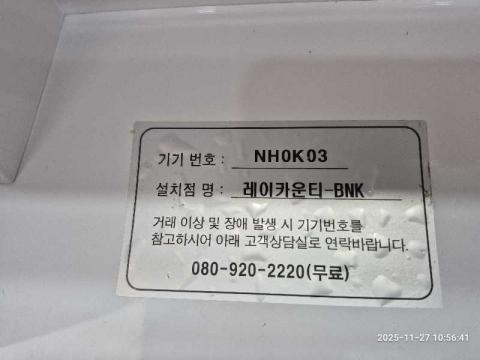 기기 번호 : NH0K03
설치점 명 : 레이카운티-BNK
거래 이상 및 장애 발생 시 기기번호를
참고하시어 아래 고객상담실로 연락바랍니다.
080-920-2220(무료)
2025-11-27 10:56:41